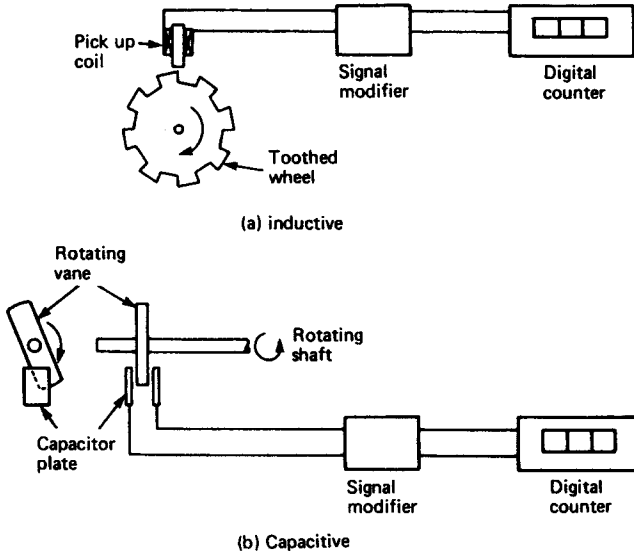 Pick up
coil
Signal
modifier
Digital
counter
Toothed
wheel
(a) inductive
Rotating
vane
Rotating
shaft
Capacitor
plate
Signal
modifier
Digital
counter
(b) Capacitive